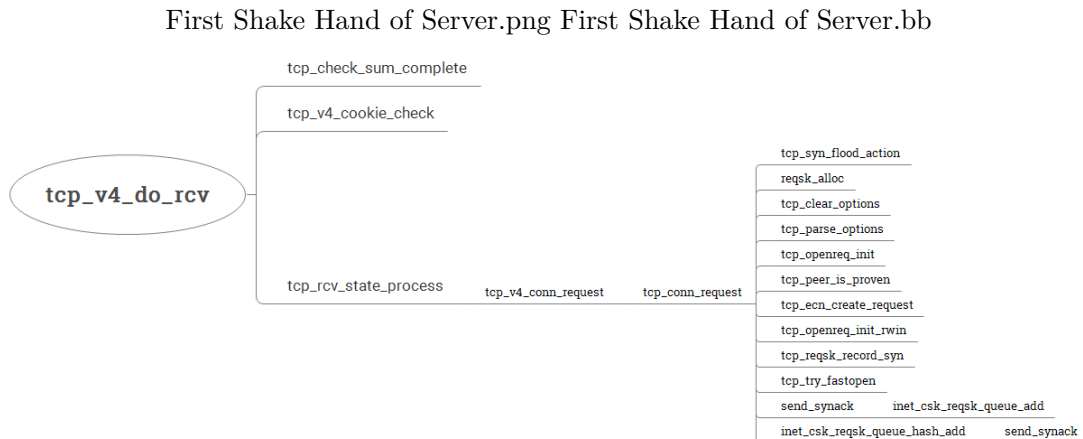 First Shake Hand of Server.png First Shake Hand of Server.bb
tcp_check_sum_complete
tcp_v4_cookie_check
tcp_v4_do_rcv
tcp_rcv_state_process
tcp_v4_conn_request
tcp_conn_request
tcp_syn_flood_action
reqsk_alloc
tcp_clear_options
tcp_parse_options
tcp_openreq_init
tcp_peer_is_proven
tcp_ecn_create_request
tcp_openreq_init_rwin
tcp_reqsk_record_syn
tcp_try_fastopen
send_synack inet_csk_reqsk_queue_add
inet_csk_reqsk_queue_hash_add send_synack